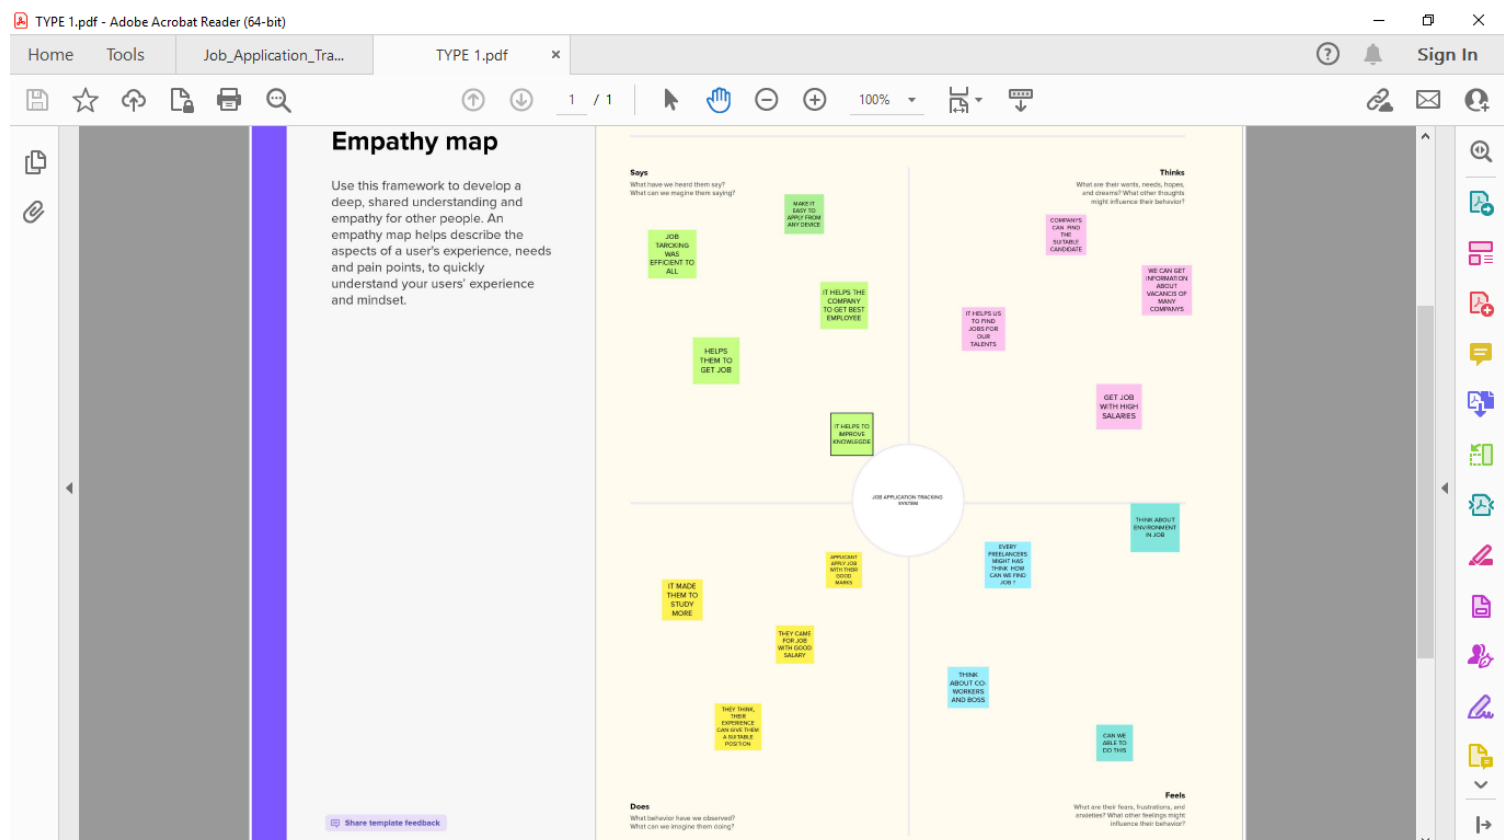 TYPE 1.pdf - Adobe Acrobat Reader (64-bit)
Home
Tools
Job_Application_Tra...
TYPE 1.pdf
Sign In
1 / 1
100%
Empathy map
Use this framework to develop a
deep, shared understanding and
empathy for other people. An
empathy map helps describe the
aspects of a user's experience, needs
and pain points, to quickly
understand your users' experience
and mindset.
Share template feedback
Says
What have we heard them say?
What can we magine them saying?
MAKE IT
EASY TO
APPLY FROM
ANY DEVICE
JOB
TARCKING
WAS
EFFICIENT TO
ALL
IT HELPS THE
COMPANY
TO GET BEST
EMPLOYEE
HELPS
THEM TO
GET JOB
IT HELPS TO
IMPROVE
KNOWLEGDE
Thinks
What are their wants, needs, hopes,
and dreams? What other thoughts
might influence their behavior?
COMPANYS
CAN FIND
THE
SUITABLE
CANDIDATE
WE CAN GET
INFORMATION
ABOUT
VACANCIS OF
MANY
COMPANYS
IT HELPS US
TO FIND
JOBS FOR
OUR
TALENTS
GET JOB
WITH HIGH
SALARIES
JOB APPLICATION TRACKING
SYSTEM
APPLICANT
APPLY JOB
WITH THEIR
GOOD
MARKS
IT MADE
THEM TO
STUDY
MORE
THEY CAME
FOR JOB
WITH GOOD
SALARY
THEY THINK,
THEIR
EXPERIENCE
CAN GIVE THEM
A SUITABLE
POSITION
Does
What behavior have we observed?
What can we imagine them doing?
THINK ABOUT
ENVIRONMENT
IN JOB
EVERY
FREELANCERS
MIGHT HAS
THINK HOW
CAN WE FIND
JOB ?
THINK
ABOUT CO-
WORKERS
AND BOSS
CAN WE
ABLE TO
DO THIS
Feels
What are their fears, frustrations, and
anxieties? What other feelings might
influence their behavior?